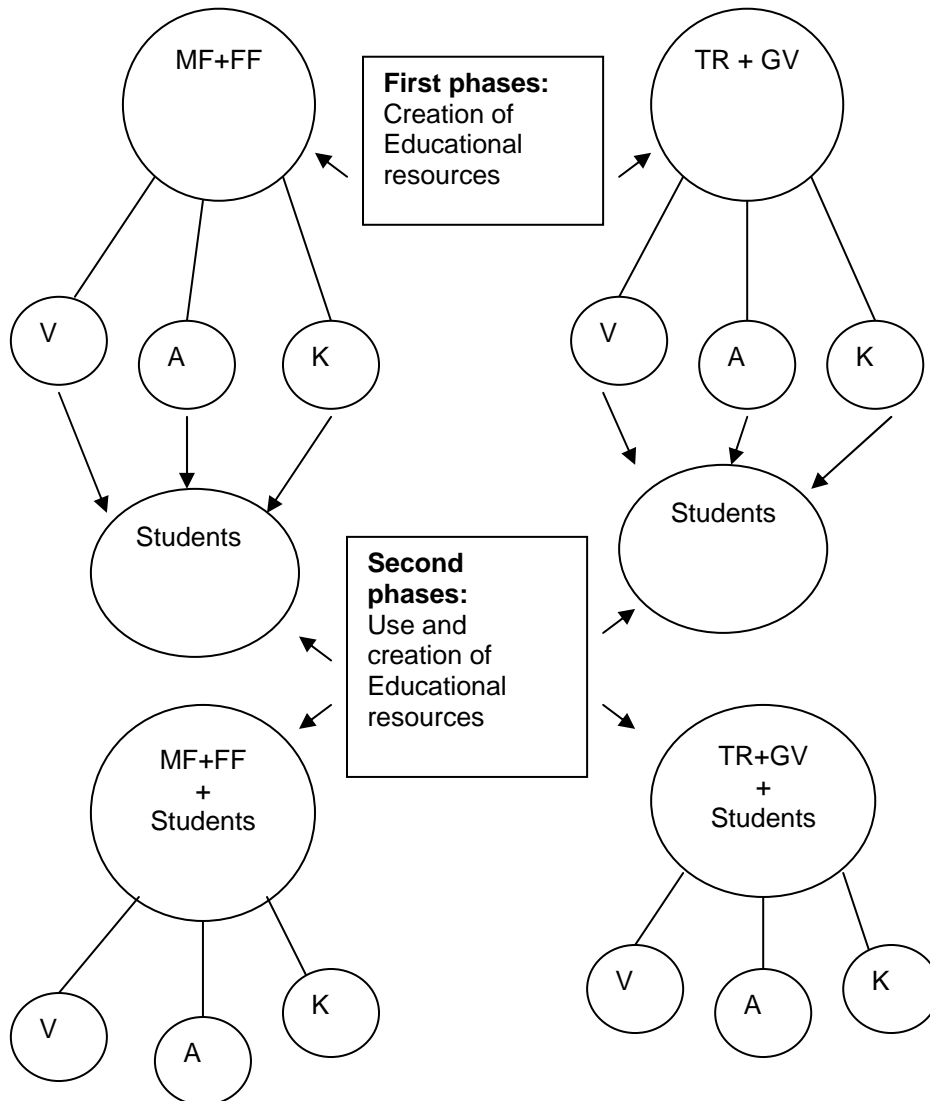 MF+FF
First phases:
Creation of
Educational
resources
TR + GV
V
A
K
V
A
K
Students
Students
Second
phases:
Use and
creation of
Educational
resources
MF+FF
+
Students
TR+GV
+
Students
V
A
K
V
A
K